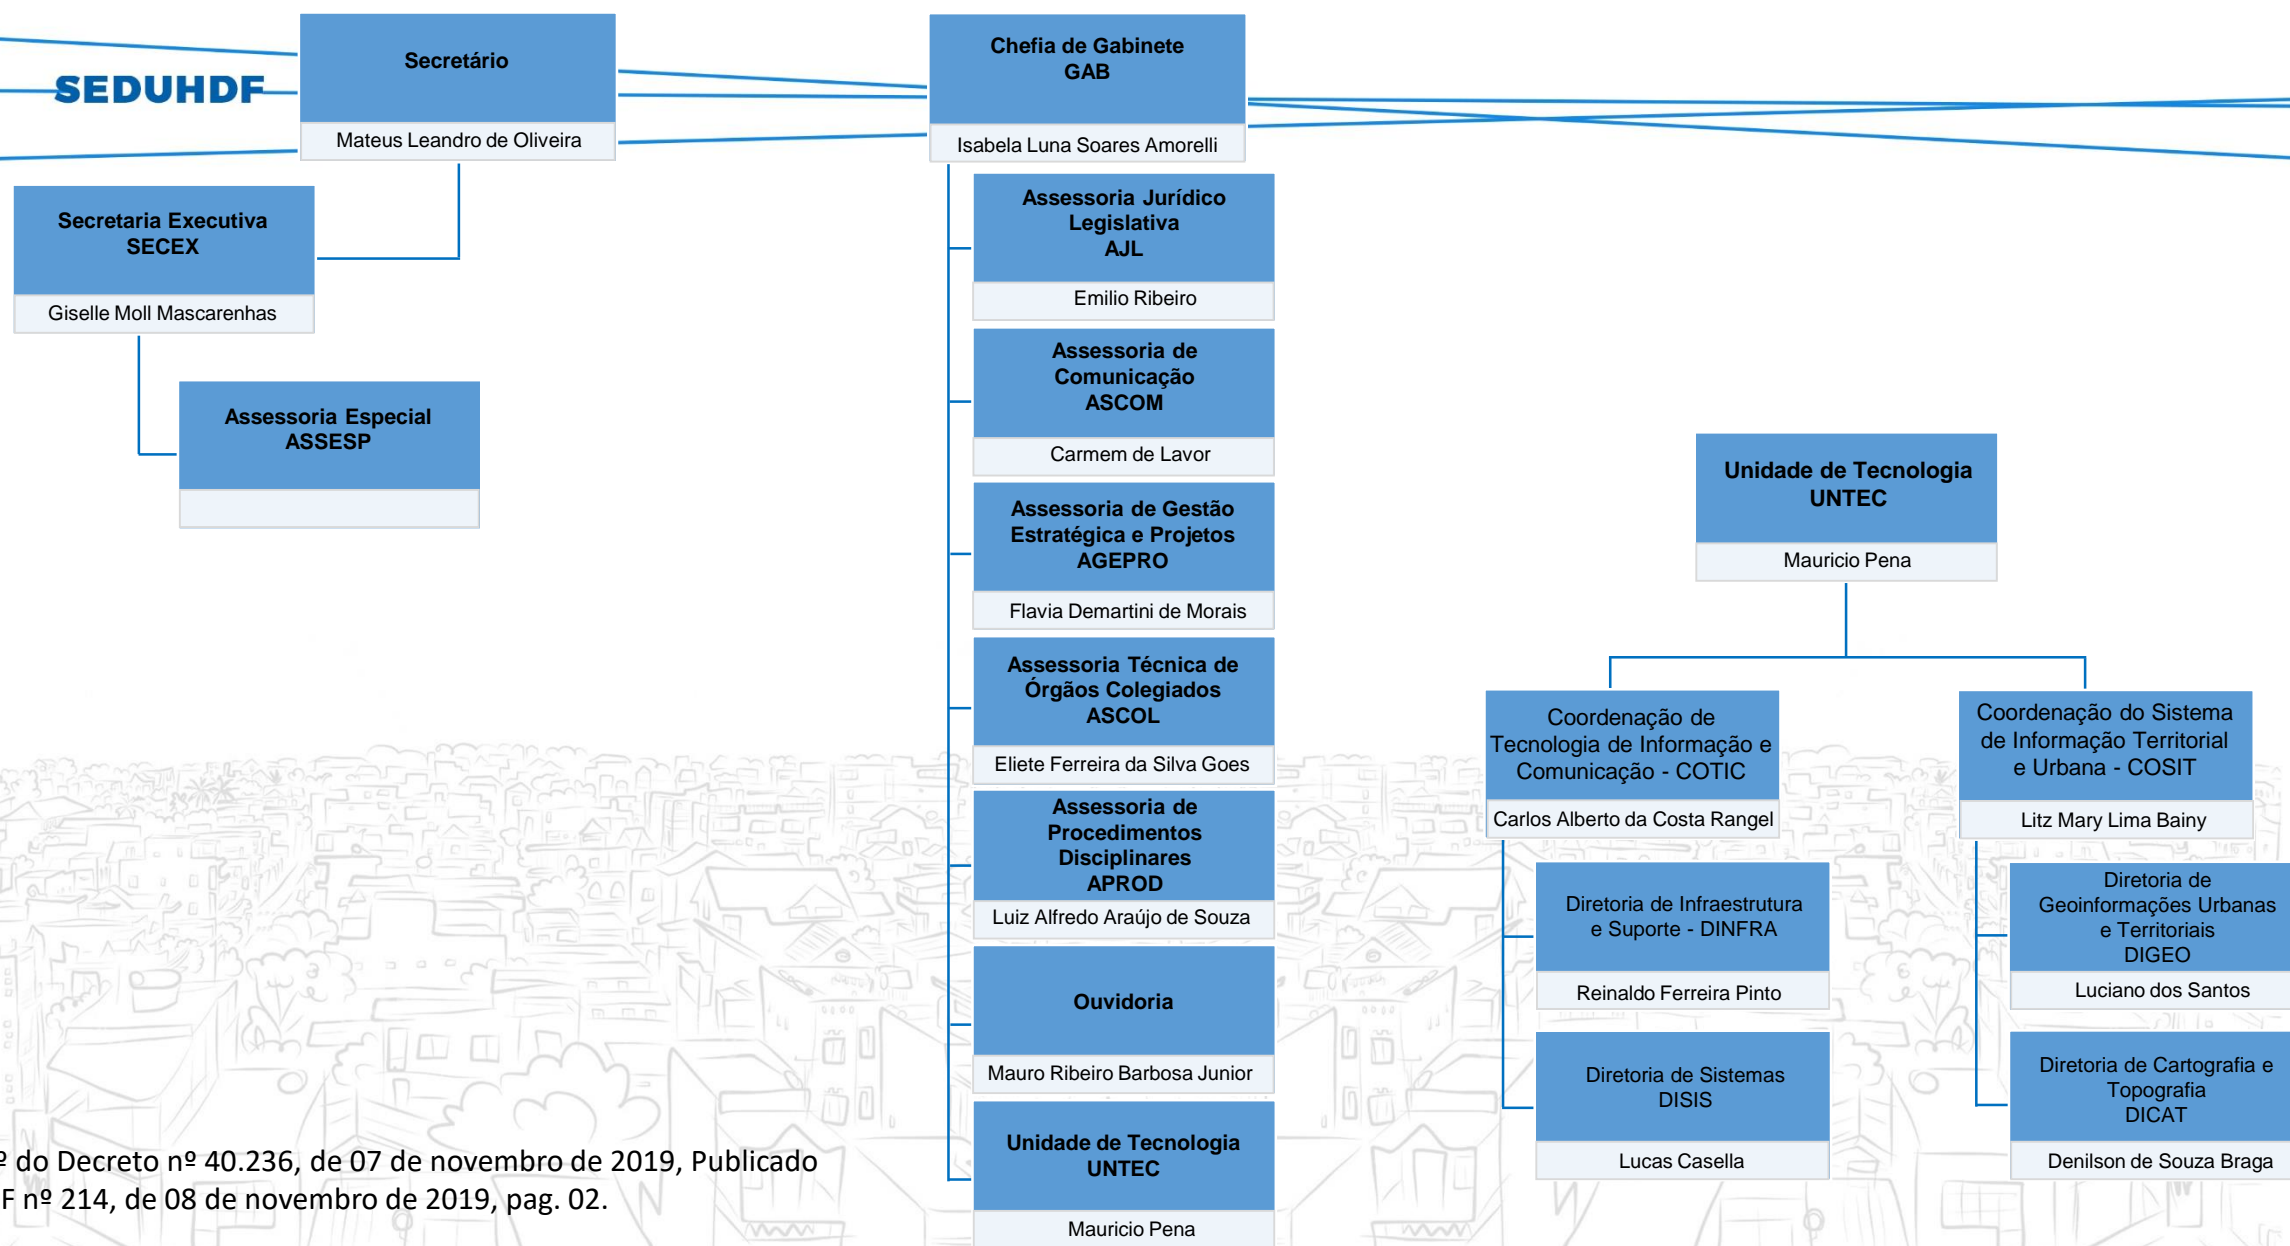 SEDUHDF
Secretário
Mateus Leandro de Oliveira
Secretaria Executiva
SECEX
Giselle Moll Mascarenhas
Assessoria Especial
ASSESP
Chefia de Gabinete
GAB
Isabela Luna Soares Amorelli
Assessoria Jurídico
Legislativa
AJL
Emilio Ribeiro
Assessoria de
Comunicação
ASCOM
Carmem de Lavor
Assessoria de Gestão
Estratégica e Projetos
AGEPRO
Flavia Demartini de Morais
Assessoria Técnica de
Órgãos Colegiados
ASCOL
Eliete Ferreira da Silva Goes
Assessoria de
Procedimentos
Disciplinares
APROD
Luiz Alfredo Araújo de Souza
Ouvidoria
Mauro Ribeiro Barbosa Junior
Unidade de Tecnologia
UNTEC
Mauricio Pena
Unidade de Tecnologia
UNTEC
Mauricio Pena
Coordenação de
Tecnologia de Informação e
Comunicação - COTIC
Carlos Alberto da Costa Rangel
Diretoria de Infraestrutura
e Suporte - DINFRA
Reinaldo Ferreira Pinto
Diretoria de Sistemas
DISIS
Lucas Casella
Coordenação do Sistema
de Informação Territorial
e Urbana - COSIT
Litz Mary Lima Bainy
Diretoria de
Geoinformações Urbanas
e Territoriais
DIGEO
Luciano dos Santos
Diretoria de Cartografia e
Topografia
DICAT
Denilson de Souza Braga
º do Decreto nº 40.236, de 07 de novembro de 2019, Publicado
F nº 214, de 08 de novembro de 2019, pag. 02.